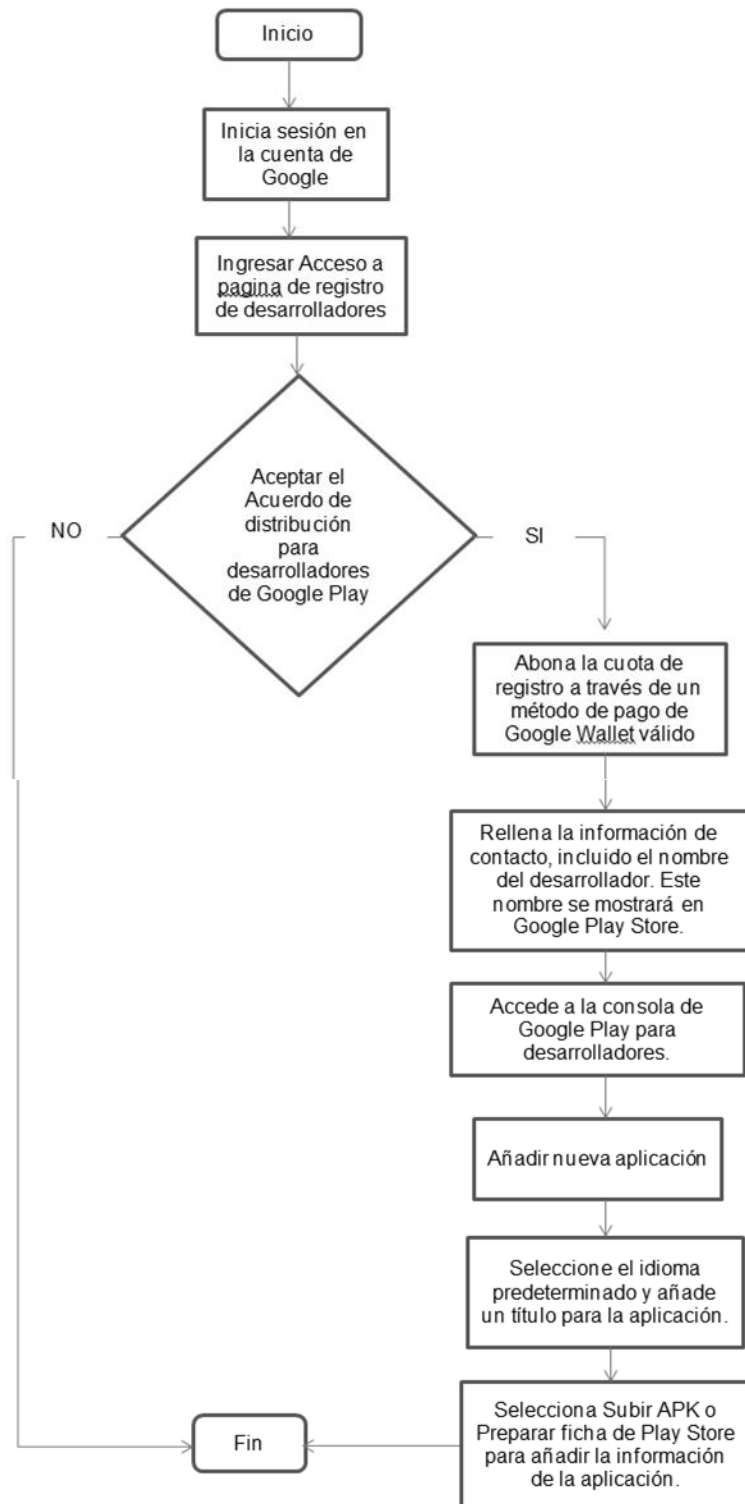 Inicio
Inicia sesión en
la cuenta de
Google
Ingresar Acceso a
pagina de registro
de desarrolladores
Aceptar el
Acuerdo de
distribución
para
desarrolladores
de Google Play
NO
SI
Abona la cuota de
registro a través de un
método de pago de
Google Wallet válido
Rellena la información de
contacto, incluido el nombre
del desarrollador. Este
nombre se mostrará en
Google Play Store.
Accede a la consola de
Google Play para
desarrolladores.
Añadir nueva aplicación
Seleccione el idioma
predeterminado y añade
un título para la aplicación.
Selecciona Subir APK o
Preparar ficha de Play Store
para añadir la información
de la aplicación.
Fin